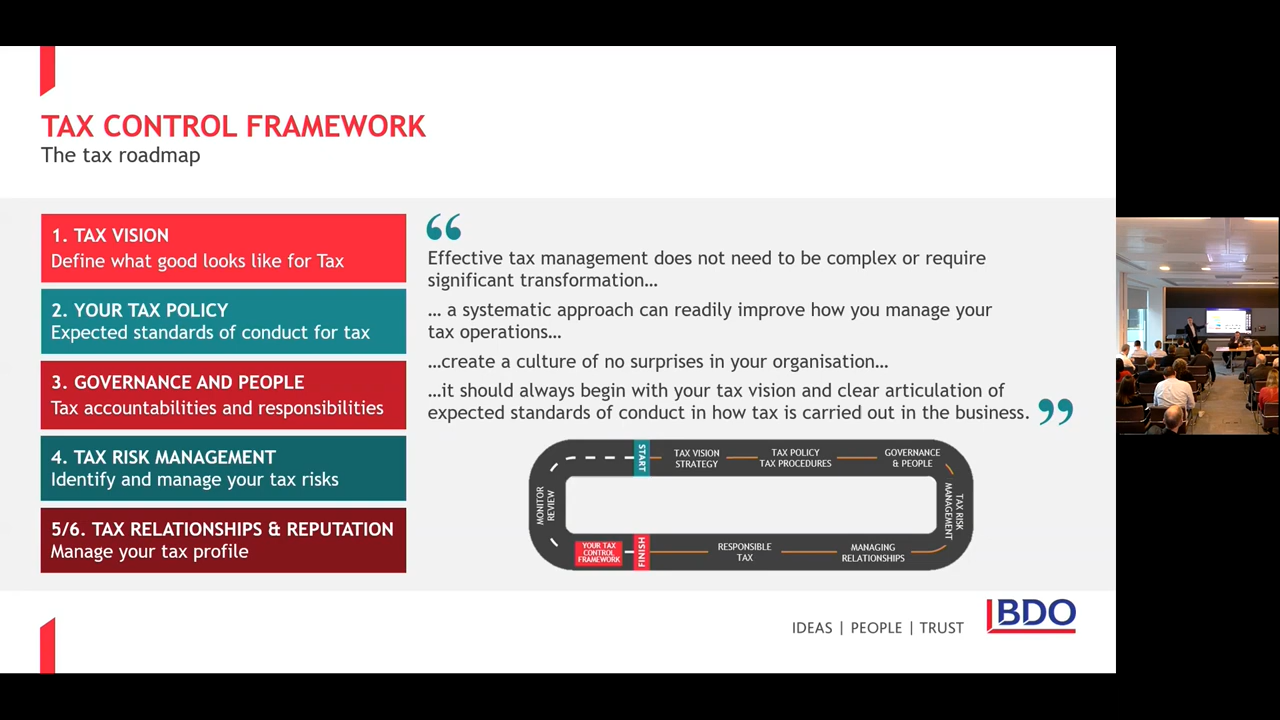 TAX CONTROL FRAMEWORK
The tax roadmap
1. TAX VISION
Define what good looks like for Tax
2. YOUR TAX POLICY
Expected standards of conduct for tax
3. GOVERNANCE AND PEOPLE
Tax accountabilities and responsibilities
4. TAX RISK MANAGEMENT
Identify and manage your tax risks
5/6. TAX RELATIONSHIPS & REPUTATION
Manage your tax profile
“
Effective tax management does not need to be complex or require
significant transformation…
… a systematic approach can readily improve how you manage your
tax operations…
…create a culture of no surprises in your organisation…
…it should always begin with your tax vision and clear articulation of
expected standards of conduct in how tax is carried out in the business. ”
START
TAX VISION
STRATEGY
TAX POLICY
TAX PROCEDURES
GOVERNANCE
& PEOPLE
TAX RISK
MANAGEMENT
MANAGING
RELATIONSHIPS
RESPONSIBLE
TAX
FINISH
YOUR TAX
CONTROL
FRAMEWORK
MONITOR
REVIEW
IDEAS | PEOPLE | TRUST
BDO